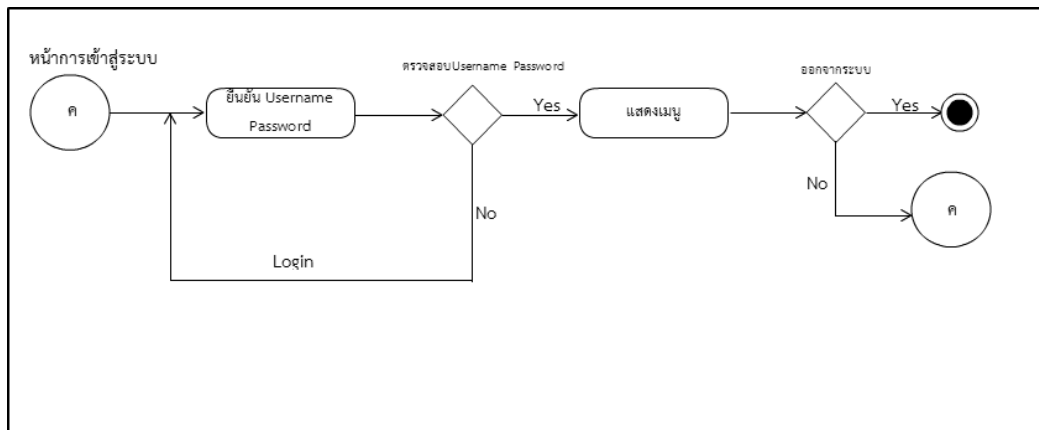 หน้าการเข้าสู่ระบบ
ค
ยืนยัน Username
Password
ตรวจสอบUsername Password
Yes
No
Login
แสดงเมนู
ออกจากระบบ
Yes
No
ค